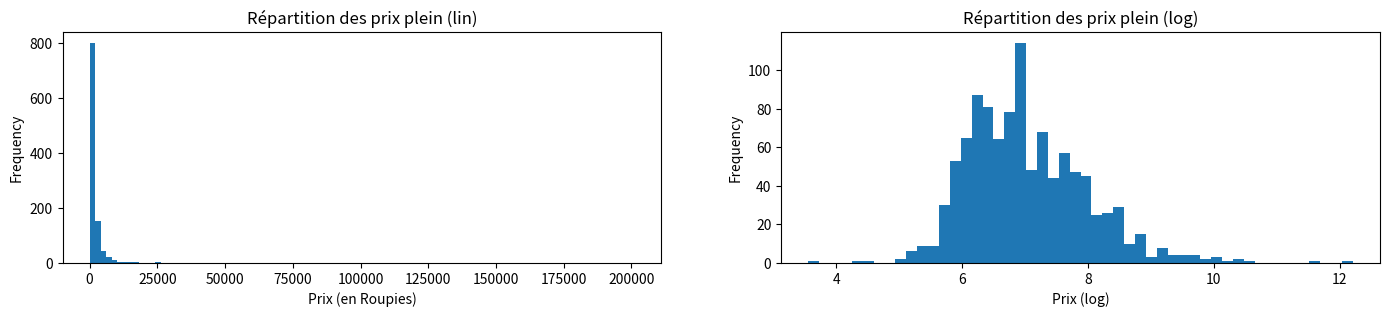 Répartition des prix plein (lin)
Frequency
800
600
400
200
0
0 25000 50000 75000 100000 125000 150000 175000 200000
Prix (en Roupies)
Répartition des prix plein (log)
Frequency
100
80
60
40
20
0
4 6 8 10 12
Prix (log)